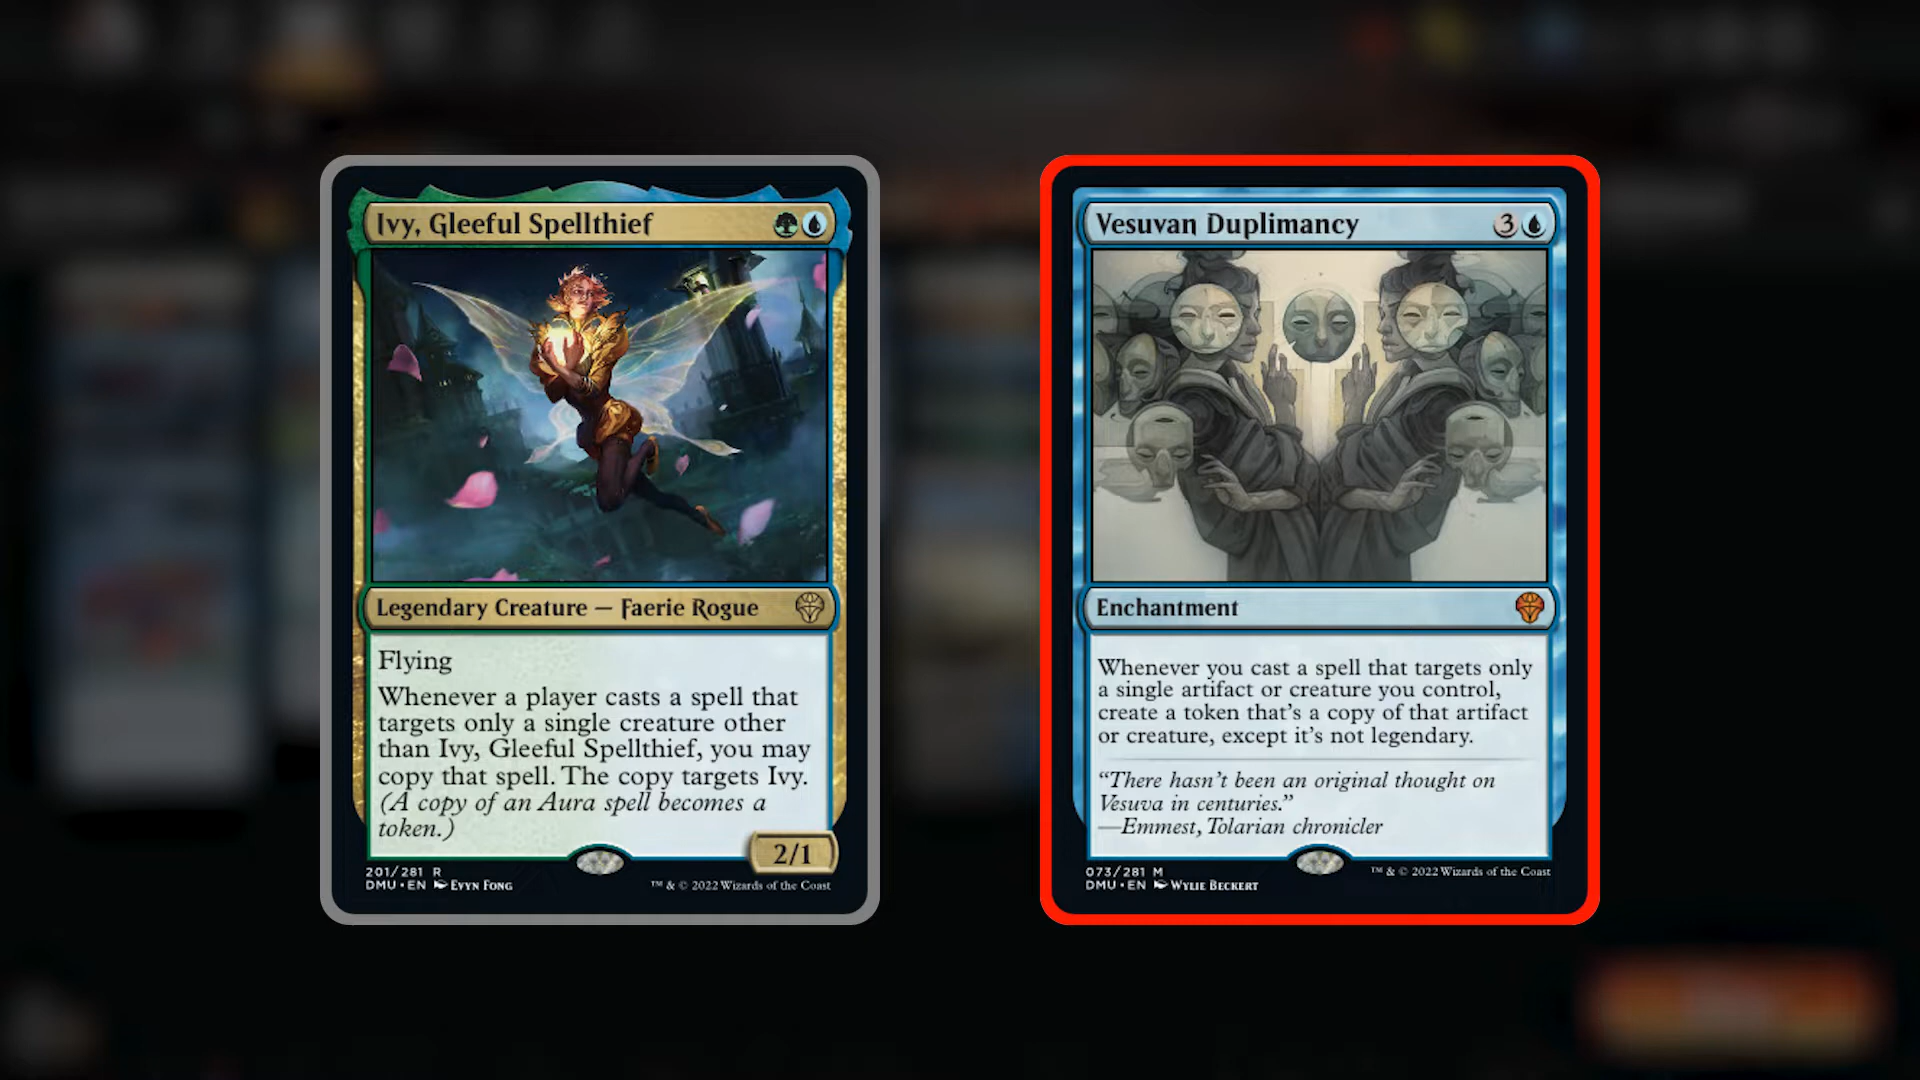 Ivy, Gleeful Spellthief
Legendary Creature — Faerie Rogue
Flying
Whenever a player casts a spell that
targets only a single creature other
than Ivy, Gleeful Spellthief, you may
copy that spell. The copy targets Ivy.
(A copy of an Aura spell becomes a
token.)
2/1
201/281 R
DMU • EN Evyn Fong
™ & © 2022 Wizards of the Coast
Vesuvan Duplimancy 3
Enchantment
Whenever you cast a spell that targets only
a single artifact or creature you control,
create a token that's a copy of that artifact
or creature, except it's not legendary.
"There hasn't been an original thought on
Vesuva in centuries."
—Emmest, Tolarian chronicler
073/281 M
DMU • EN Wylie Beckert
™ & © 2022 Wizards of the Coast